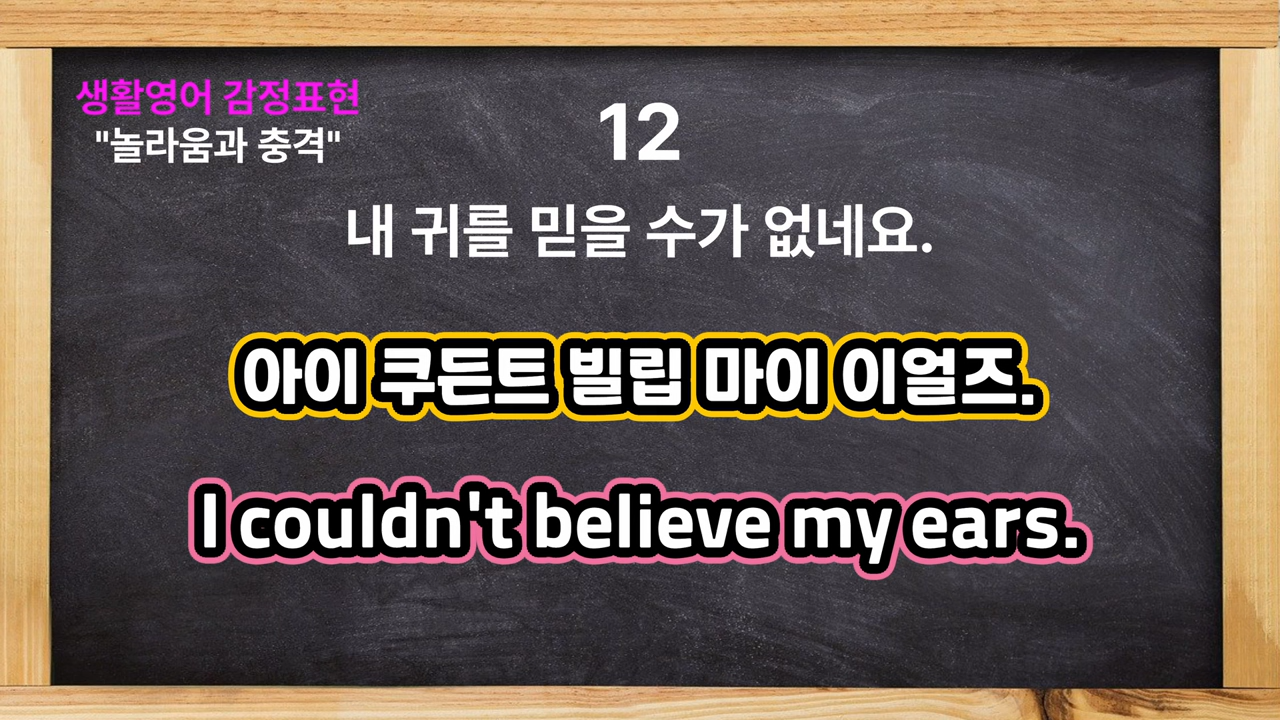 생활영어 감정표현
"놀라움과 충격"
12
내 귀를 믿을 수가 없네요.
아이 쿠든트 빌립 마이 이얼즈.
I couldn't believe my ears.